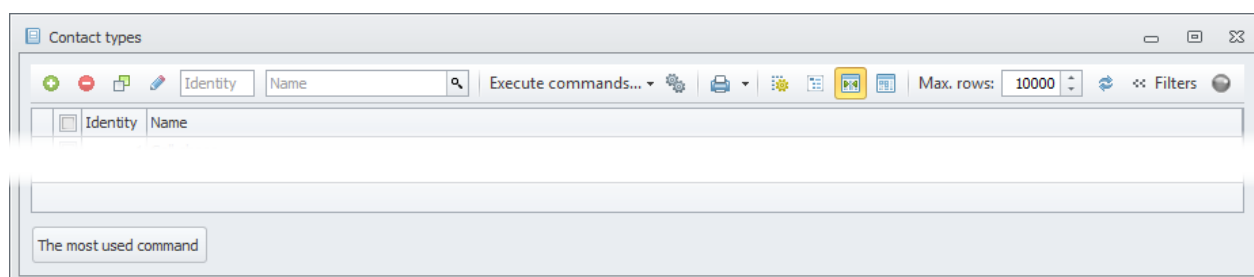 Contact types
Identity Name Execute commands... Max. rows: 10000 << Filters
Identity Name
The most used command